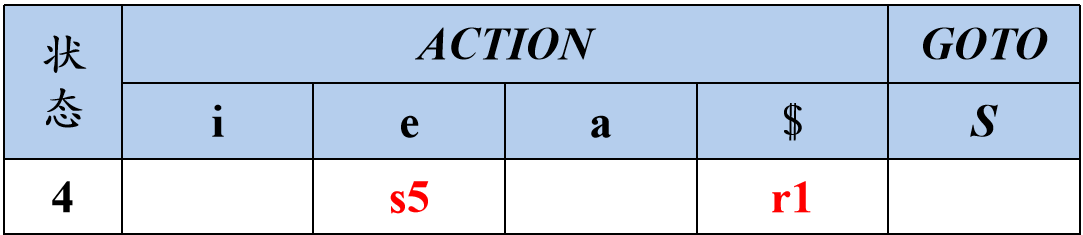 状态 ACTION GOTO
i e a $ S
4 s5 r1